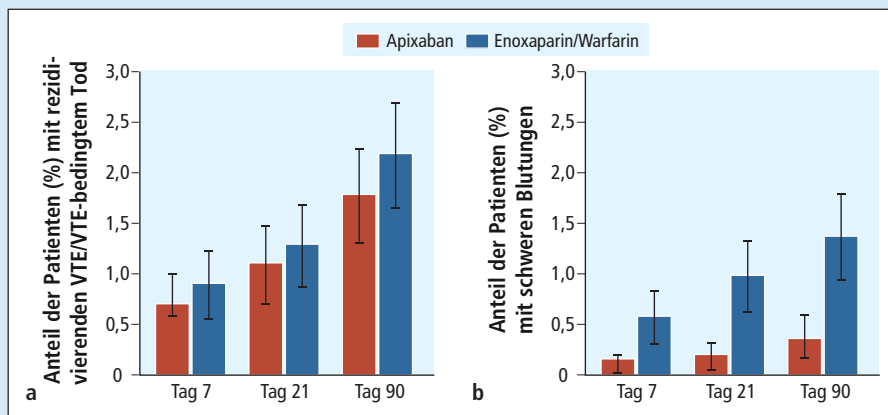 Apixaban
Enoxaparin/Warfarin
Anteil der Patienten (%) mit rezidi-
vierenden VTE/VTE-bedingtem Tod
3,0
2,5
2,0
1,5
1,0
0,5
0
Tag 7
Tag 21
Tag 90
a
Anteil der Patienten (%)
mit schweren Blutungen
3,0
2,5
2,0
1,5
1,0
0,5
0
Tag 7
Tag 21
Tag 90
b